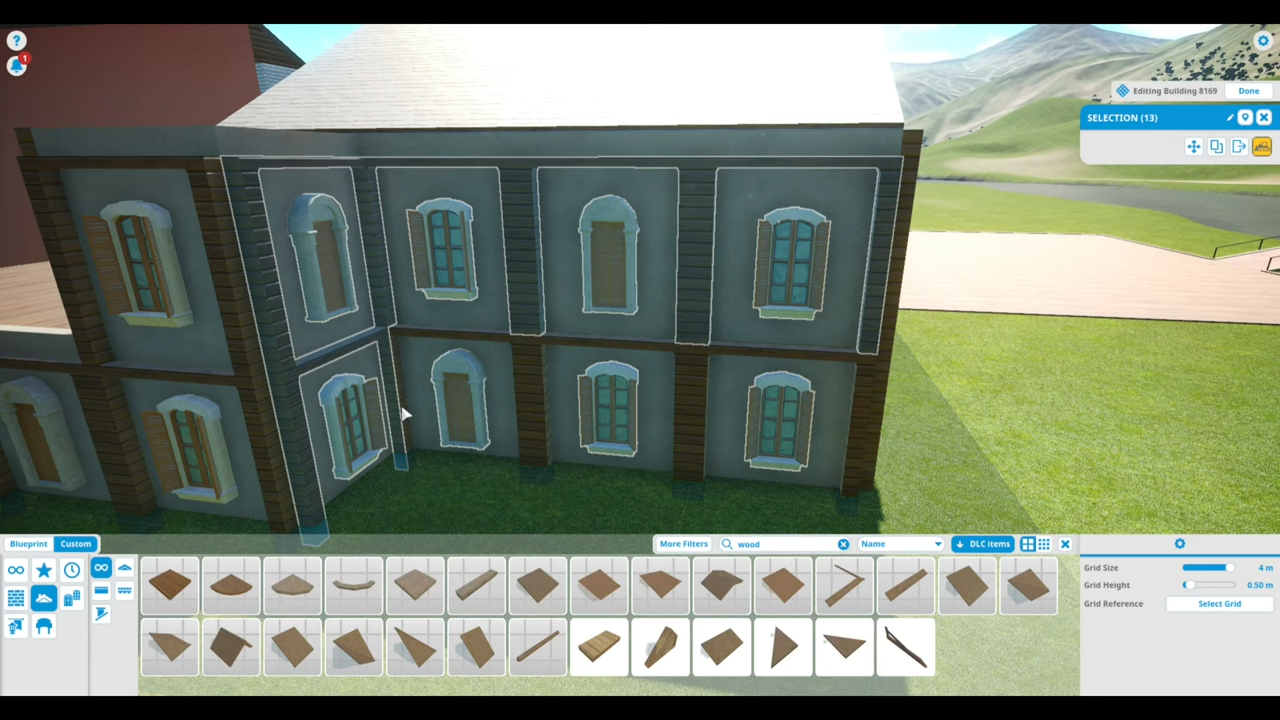 ?
1
Editing Building 8169
Done
SELECTION (13)
Blueprint
Custom
More Filters
wood
Name
DLC items
Grid Size
4 m
Grid Height
0.50 m
Grid Reference
Select Grid